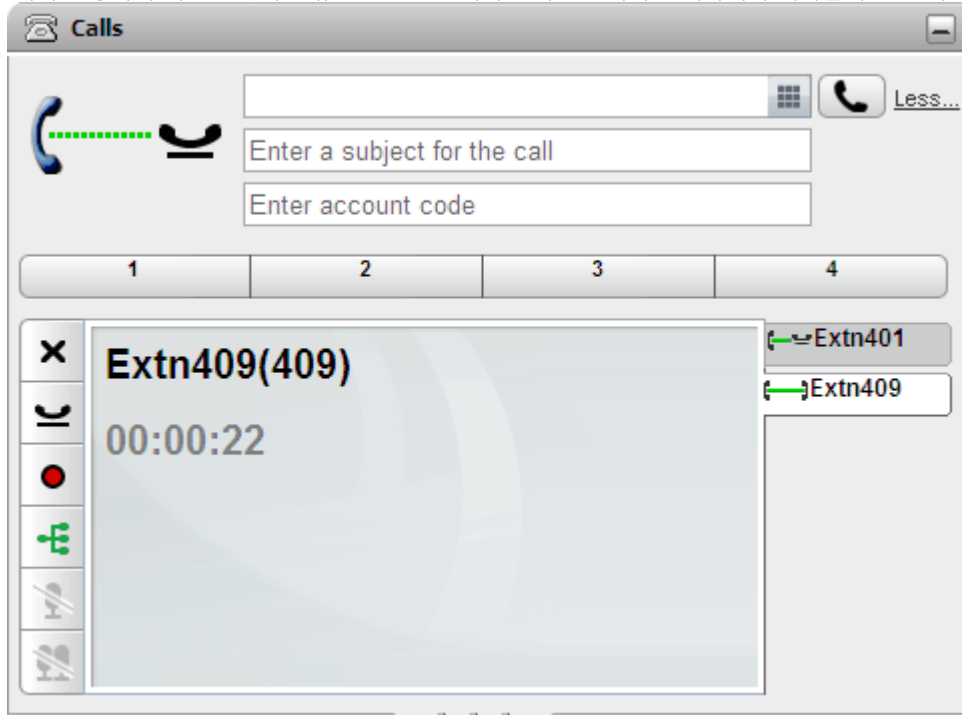 Calls
Less...
Enter a subject for the call
Enter account code
1 2 3 4
Extn409(409)
00:00:22
Extn401
Extn409